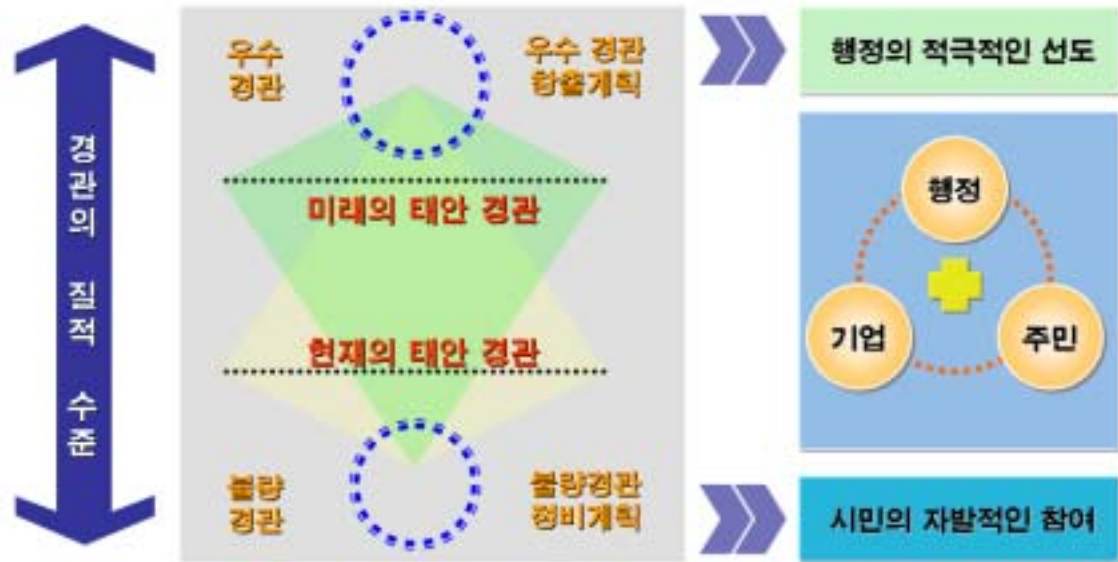 경관의 질적 수준
우수
경관
우수 경관
창출계획
미래의 태안 경관
현재의 태안 경관
불량
경관
불량경관
정비계획
행정의 적극적인 선도
행정
기업
주민
시민의 자발적인 참여